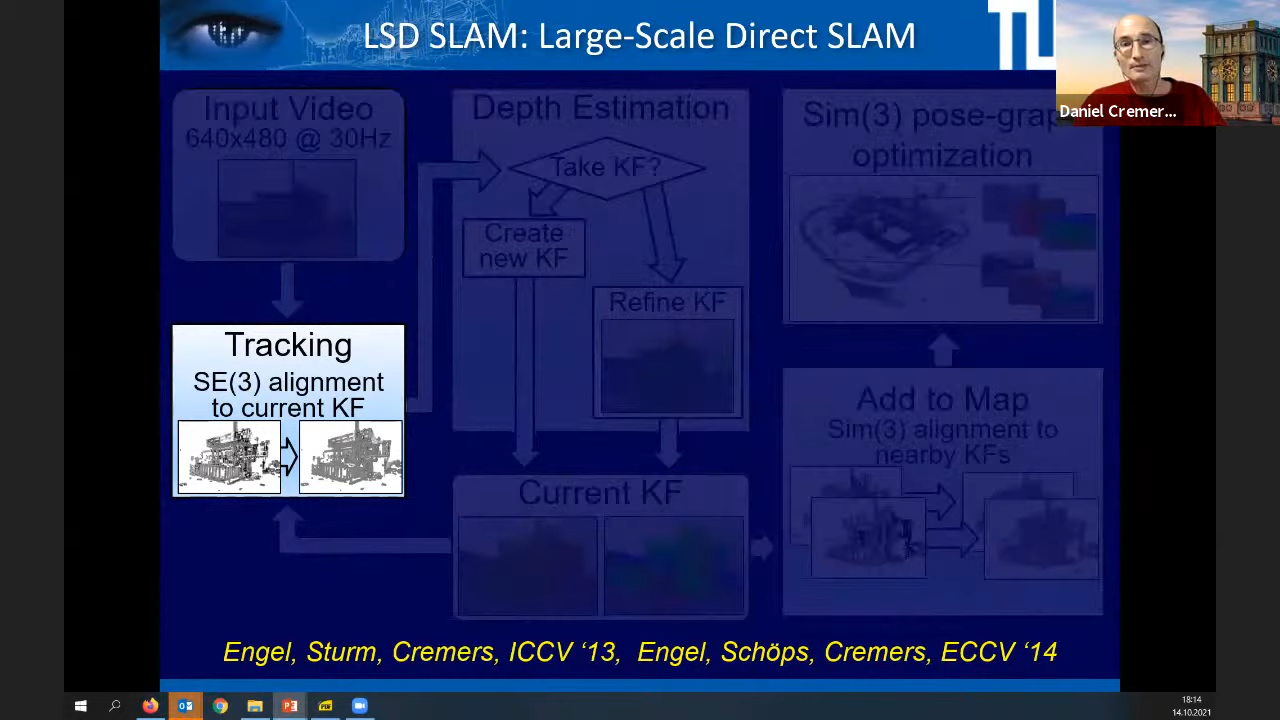 LSD SLAM: Large-Scale Direct SLAM
TU
Daniel Cremer...
Input Video
640x480 @ 30Hz
Tracking
SE(3) alignment
to current KF
Depth Estimation
Take KF?
Create
new KF
Refine KF
Current KF
Sim(3) pose-grap
optimization
Add to Map
Sim(3) alignment to
nearby KFs
Engel, Sturm, Cremers, ICCV ‘13, Engel, Schöps, Cremers, ECCV ‘14
18:14
14.10.2021